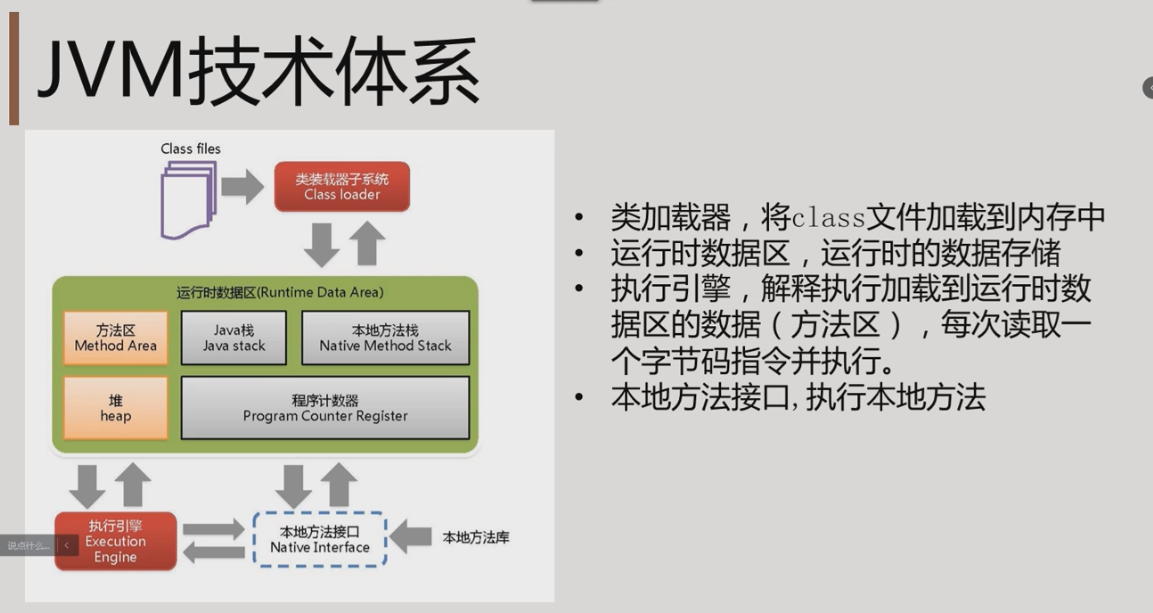 JVM技术体系
Class files
类装载器子系统
Class loader
运行时数据区(Runtime Data Area)
方法区
Method Area
Java栈
Java stack
本地方法栈
Native Method Stack
堆
heap
程序计数器
Program Counter Register
执行引擎
Execution
Engine
本地方法接口
Native Interface
本地方法库
说点什么...
• 类加载器，将class文件加载到内存中
• 运行时数据区，运行时的数据存储
• 执行引擎，解释执行加载到运行时数
据区的数据（方法区），每次读取一
个字节码指令并执行。
• 本地方法接口,执行本地方法